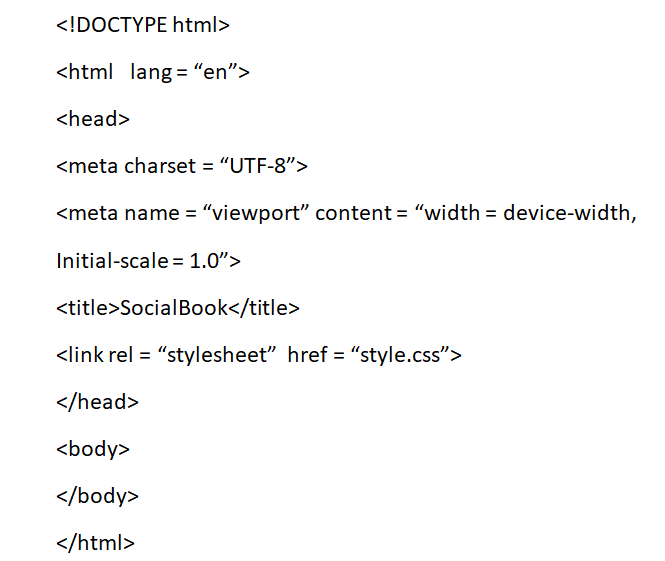 <!DOCTYPE html>
<html   lang = “en”>
<head>
<meta charset = “UTF-8”>
<meta name = “viewport” content = “width = device-width,
Initial-scale = 1.0”>
<title>SocialBook</title>
<link rel = “stylesheet”  href = “style.css”>
</head>
<body>
</body>
</html>